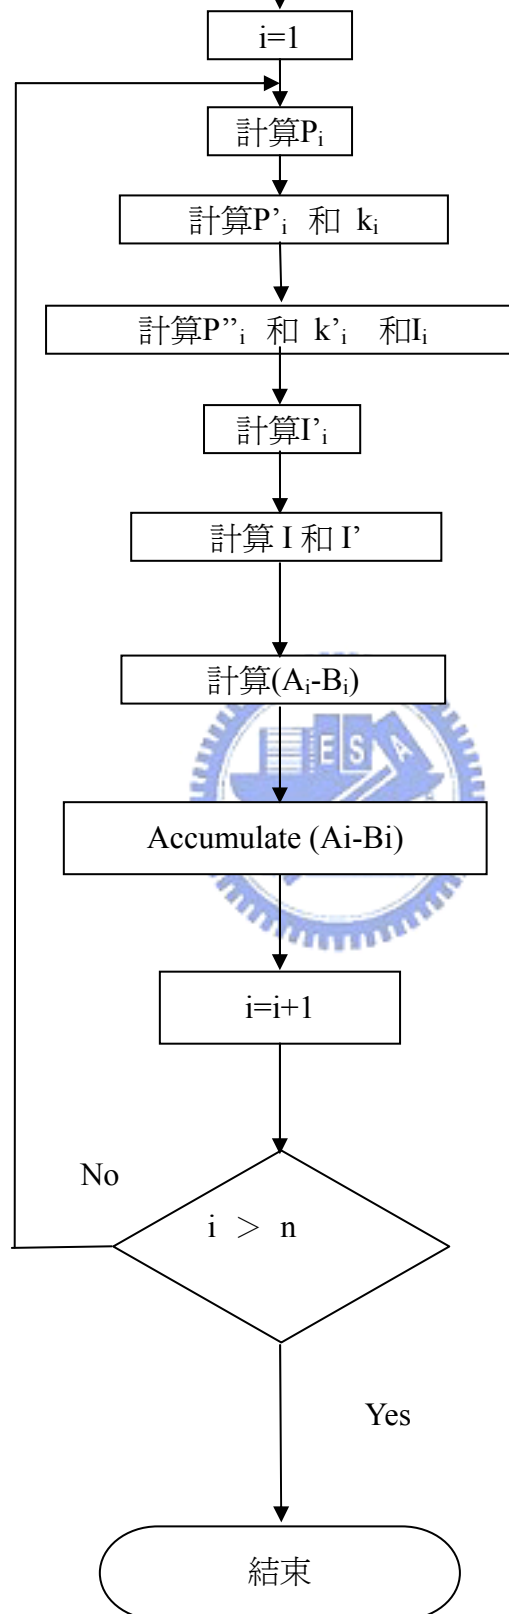 i=1
計算Pᵢ
計算P’ᵢ 和 kᵢ
計算P”ᵢ 和 k’ᵢ 和Iᵢ
計算I’ᵢ
計算 I 和 I’
計算(Aᵢ-Bᵢ)
E S A
Accumulate (Ai-Bi)
i=i+1
No
i ＞ n
Yes
結束